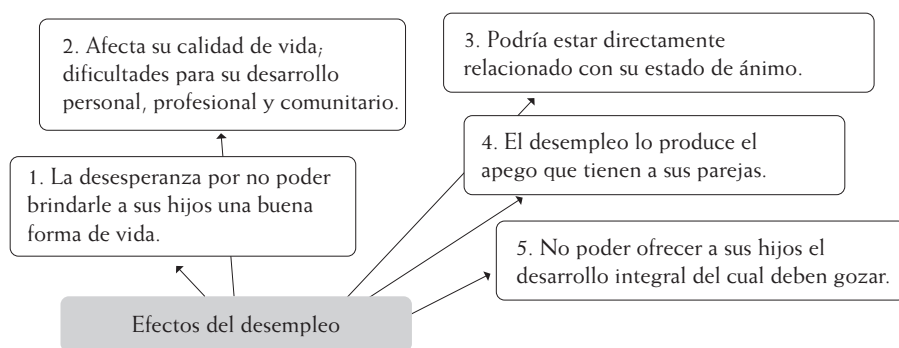 2. Afecta su calidad de vida;
dificultades para su desarrollo
personal, profesional y comunitario.
3. Podría estar directamente
relacionado con su estado de ánimo.
1. La desesperanza por no poder
brindarle a sus hijos una buena
forma de vida.
4. El desempleo lo produce el
apego que tienen a sus parejas.
5. No poder ofrecer a sus hijos el
desarrollo integral del cual deben gozar.
Efectos del desempleo